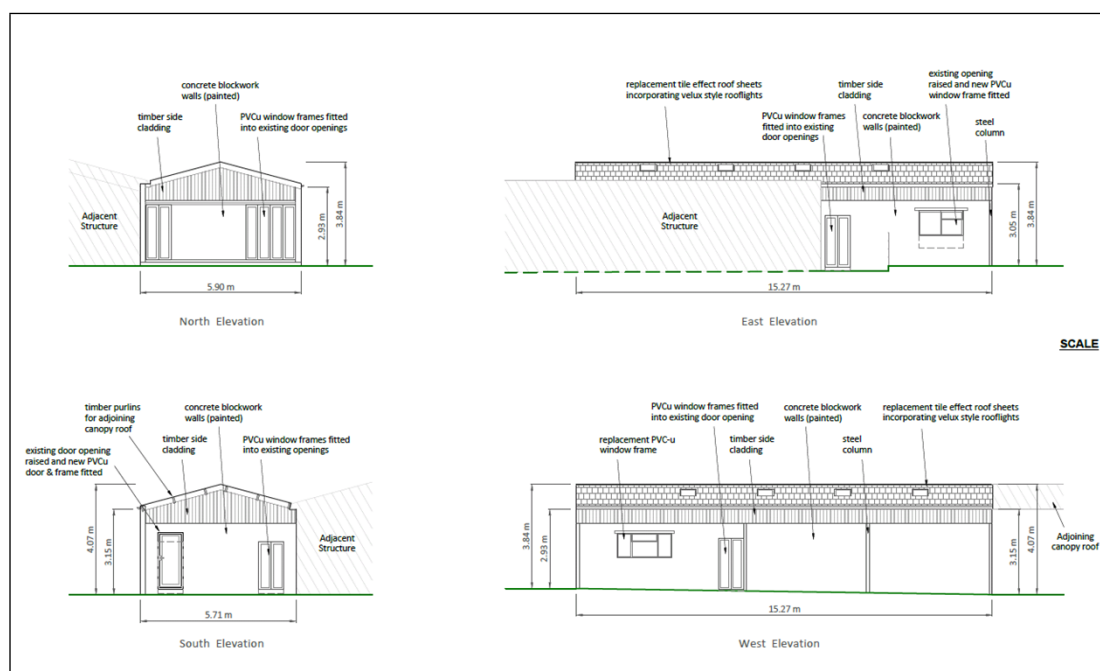 concrete blockwork
walls (painted)
timber side
cladding
PVCu window frames fitted
into existing door openings
Adjacent
Structure
2.93 m
3.84 m
5.90 m
North Elevation
replacement tile effect roof sheets
incorporating velux style rooflights
timber side
cladding
existing opening
raised and new PVCu
window frame fitted
PVCu window frames
fitted into existing
door openings
concrete blockwork
walls (painted)
steel
column
Adjacent
Structure
3.05 m
3.84 m
15.27 m
East Elevation
SCALE
timber purlins
for adjoining
canopy roof
concrete blockwork
walls (painted)
existing door opening
raised and new PVCu
door & frame fitted
timber side
cladding
PVCu window frames fitted
into existing openings
4.07 m
3.15 m
Adjacent
Structure
5.71 m
South Elevation
PVCu window frames fitted
into existing door opening
concrete blockwork
walls (painted)
replacement tile effect roof sheets
incorporating velux style rooflights
replacement PVC-u
window frame
timber side
cladding
steel
column
3.84 m
2.93 m
3.15 m
4.07 m
Adjoining
canopy roof
15.27 m
West Elevation